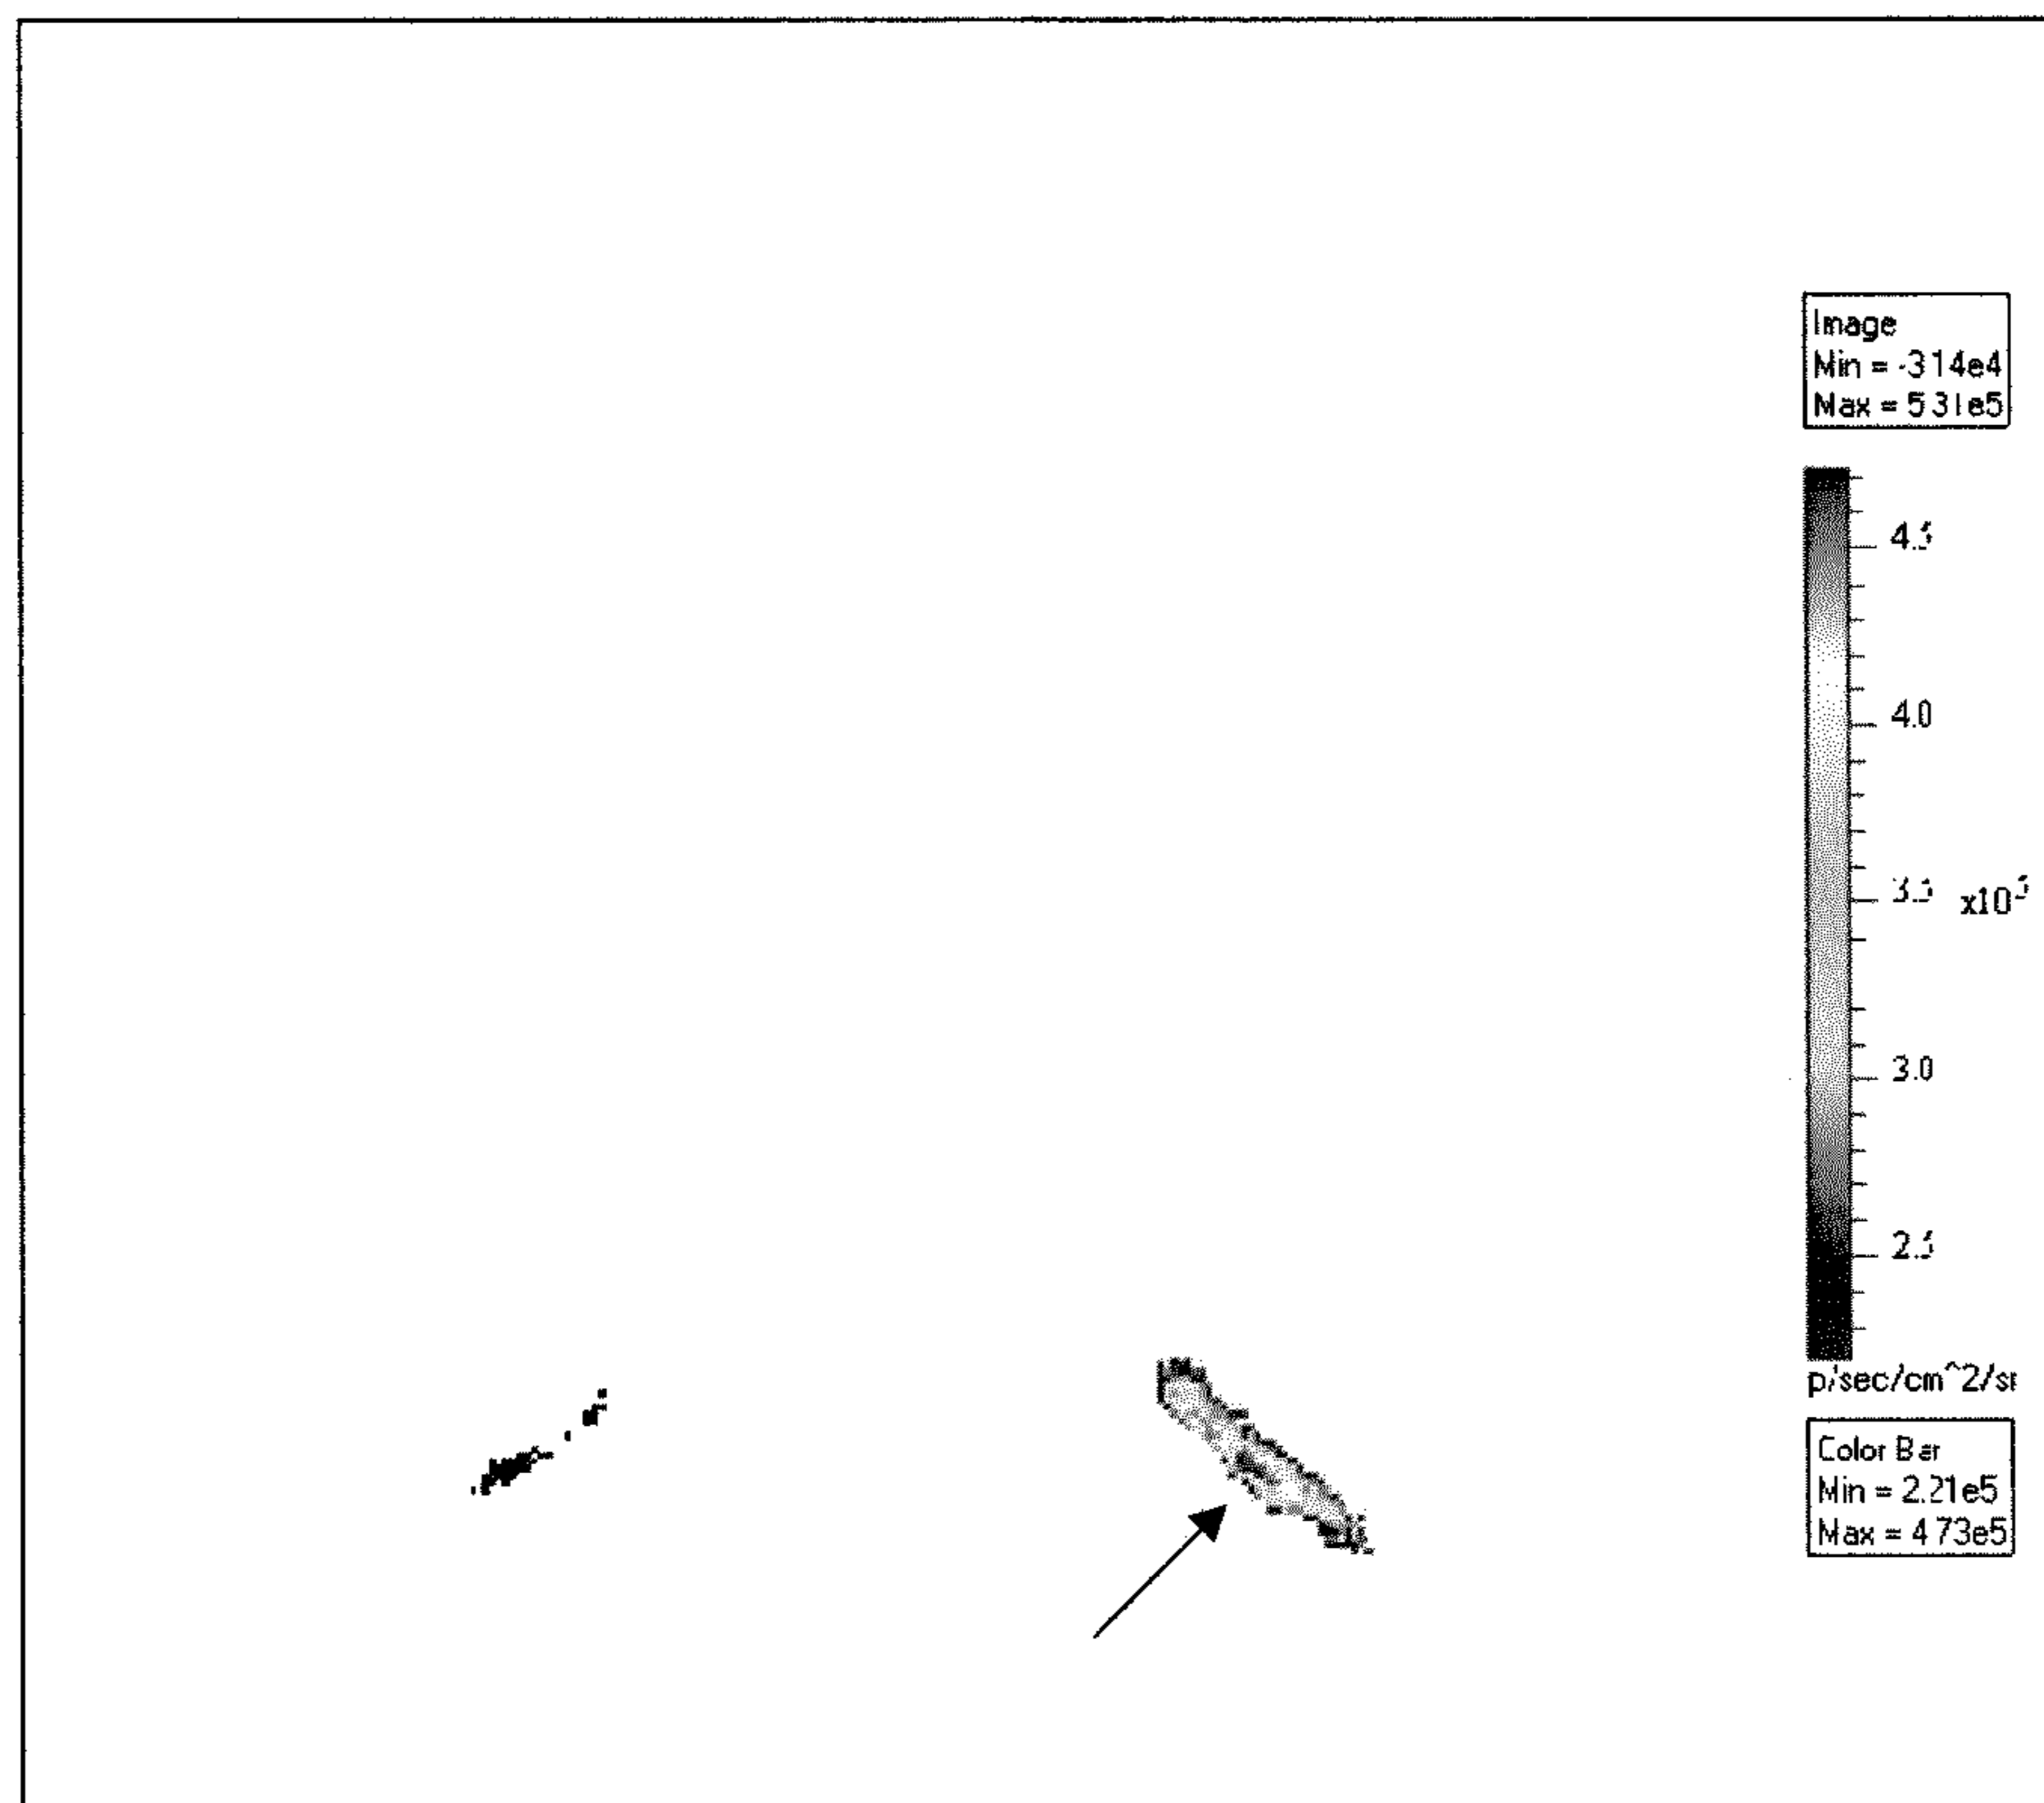 Image
Min = -3.14e4
Max = 5.31e5
4.5
4.0
3.5 x10^5
3.0
2.5
p/sec/cm^2/sr
Color Bar
Min = 2.21e5
Max = 4.73e5